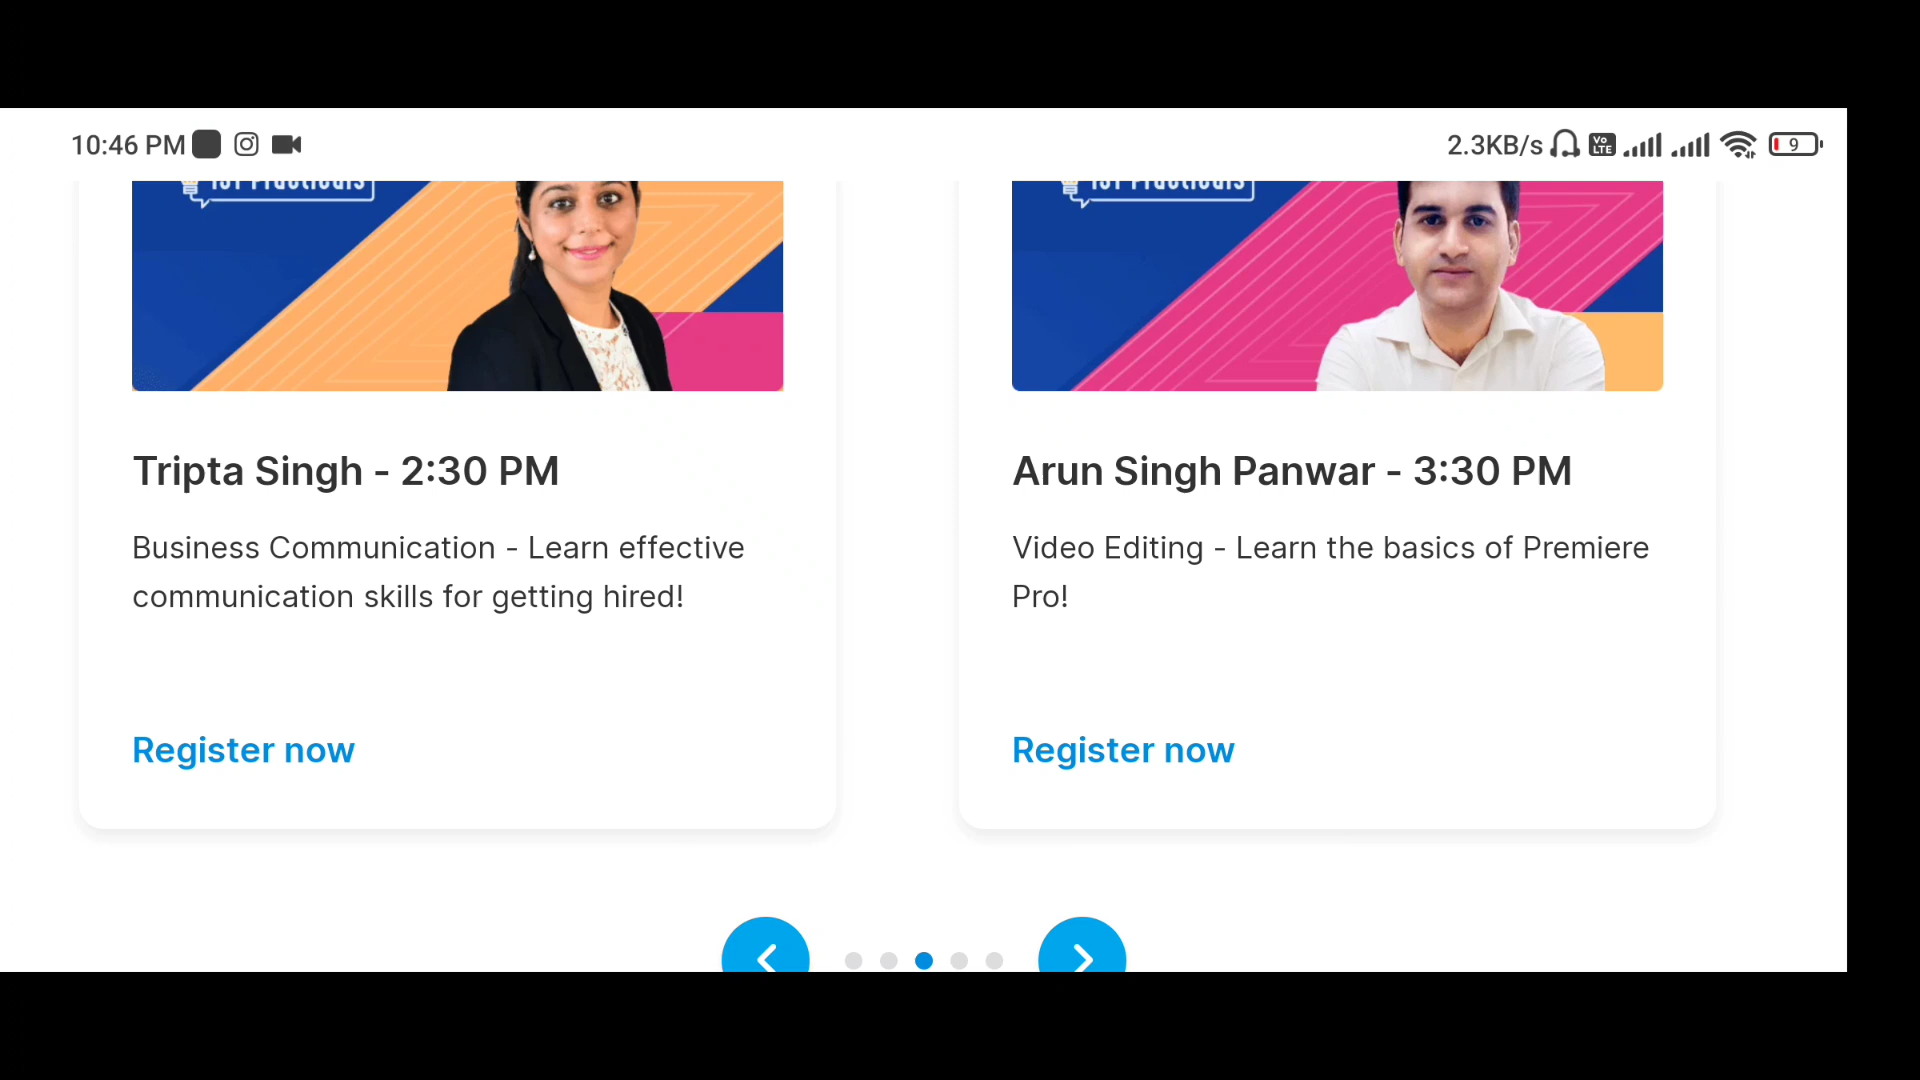 10:46 PM
2.3KB/s
Vo LTE
9
Tripta Singh - 2:30 PM
Business Communication - Learn effective
communication skills for getting hired!
Register now
Arun Singh Panwar - 3:30 PM
Video Editing - Learn the basics of Premiere
Pro!
Register now